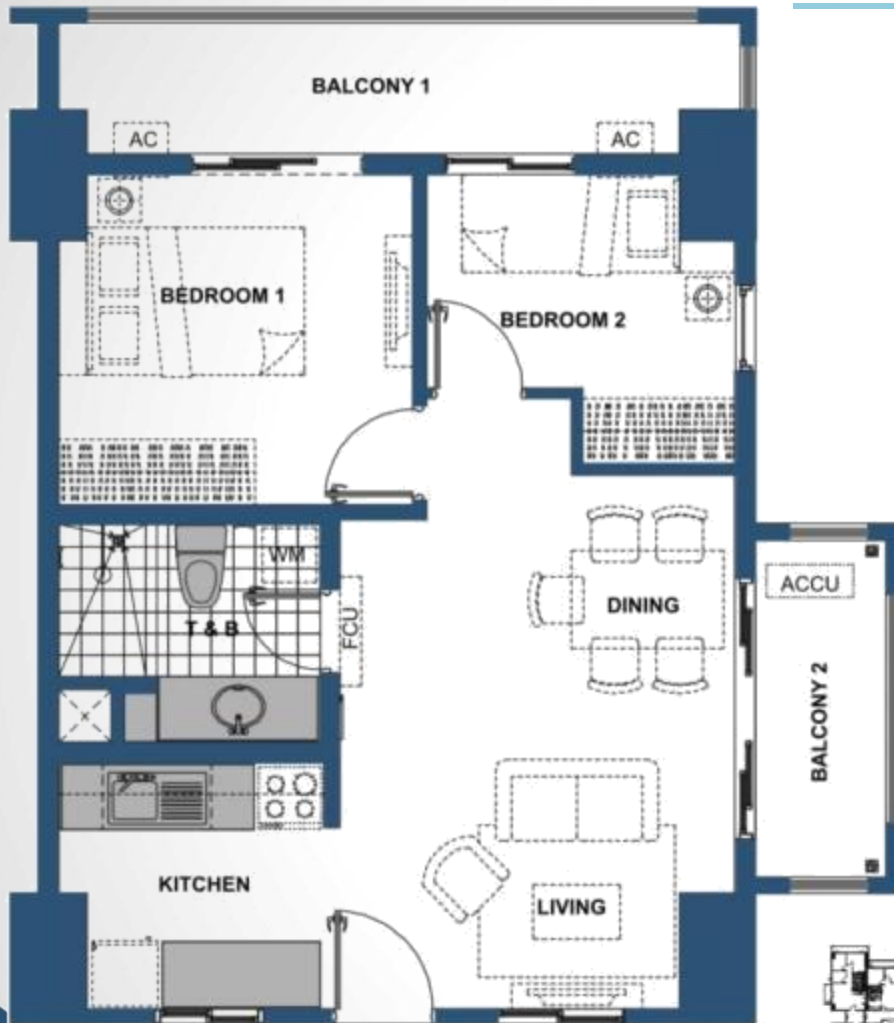 BALCONY 1
AC
AC
BEDROOM 1
BEDROOM 2
WM
T & B
FCU
DINING
ACCU
BALCONY 2
KITCHEN
LIVING